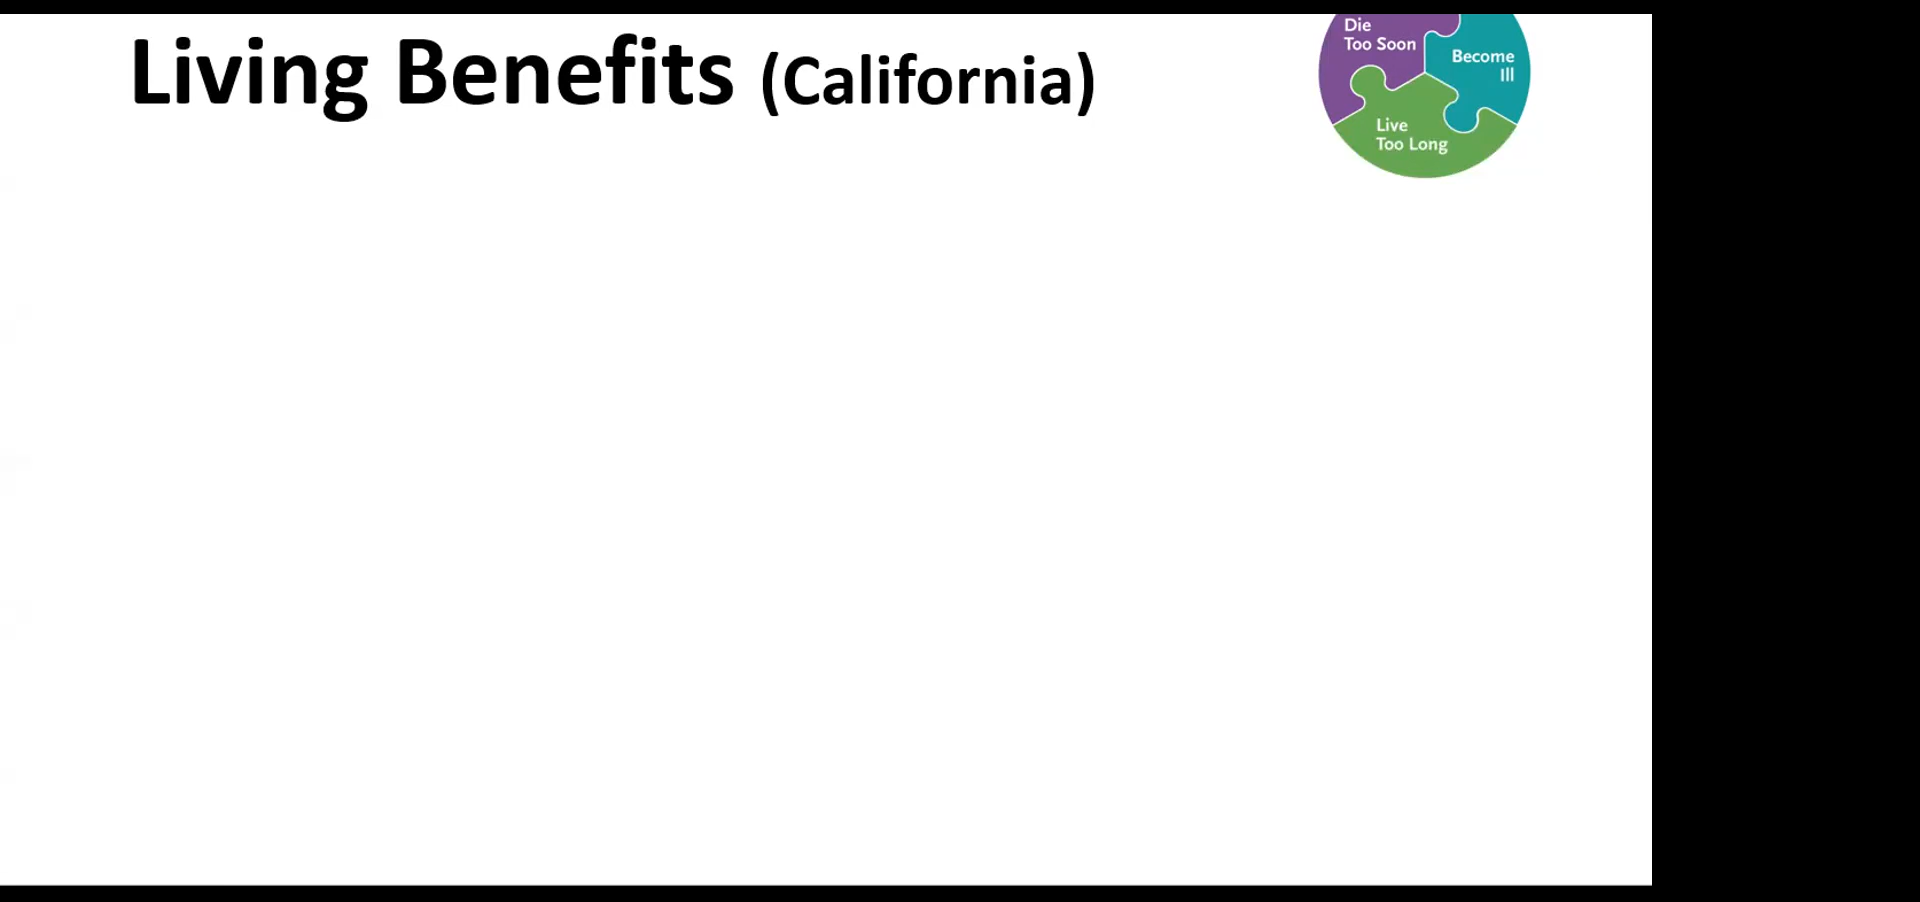 Living Benefits (California)
Die
Too Soon
Become
Ill
Live
Too Long